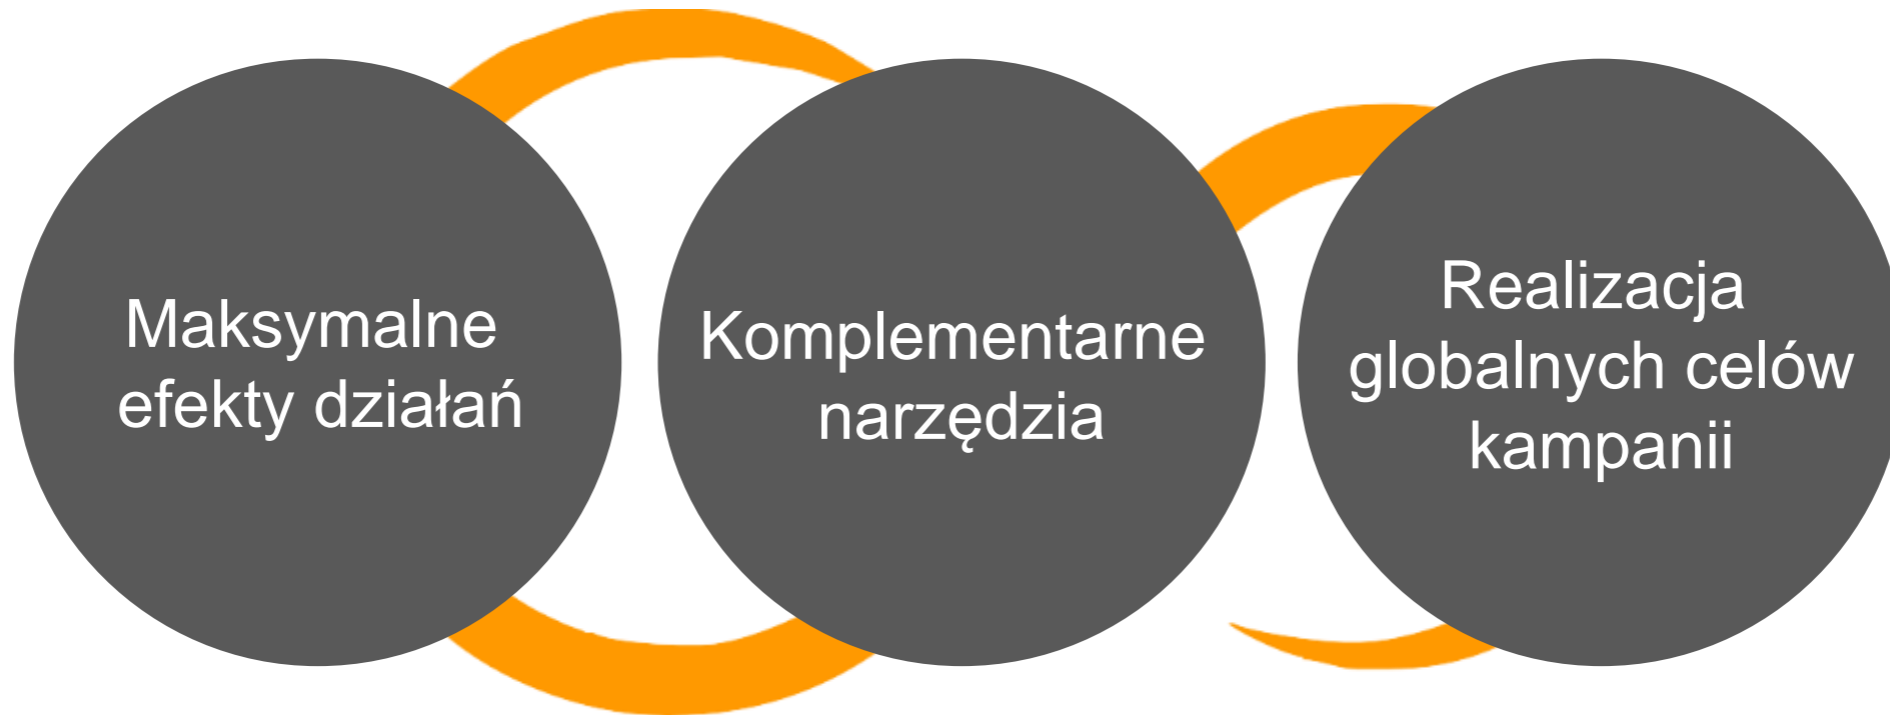 Maksymalne
efekty działań
Komplementarne
narzędzia
Realizacja
globalnych celów
kampanii